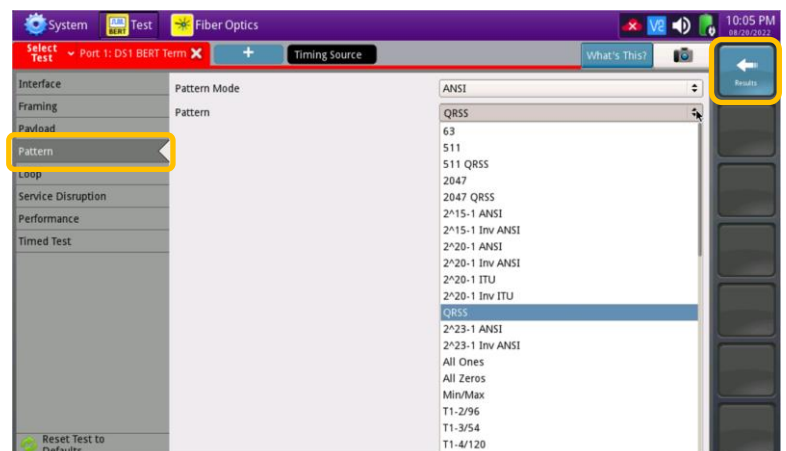 System
BERT
Test
Fiber Optics
V2
10:05 PM
08/20/2022
Select Test
Port 1: DS1 BERT Term
Timing Source
What's This?
Results
Interface
Framing
Payload
Pattern
Loop
Service Disruption
Performance
Timed Test
Reset Test to
Defaults
Pattern Mode
ANSI
Pattern
QRSS
63
511
511 QRSS
2047
2047 QRSS
2^15-1 ANSI
2^15-1 Inv ANSI
2^20-1 ANSI
2^20-1 Inv ANSI
2^20-1 ITU
2^20-1 Inv ITU
QRSS
2^23-1 ANSI
2^23-1 Inv ANSI
All Ones
All Zeros
Min/Max
T1-2/96
T1-3/54
T1-4/120